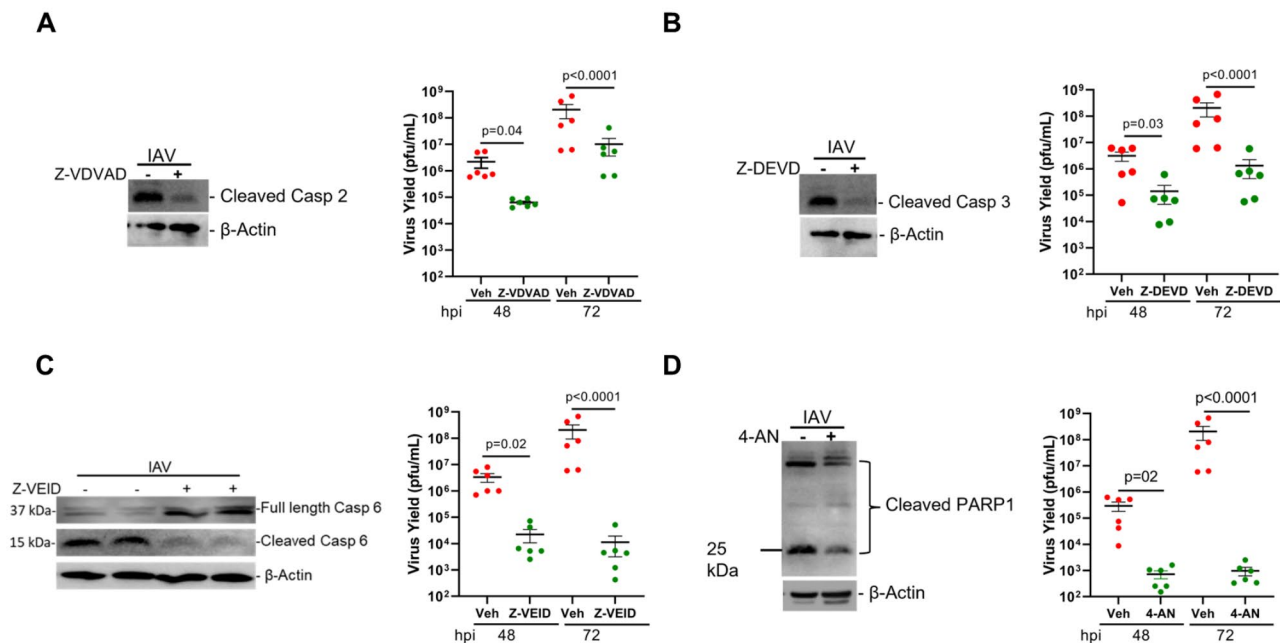 A
IAV
Z-VDVAD - +
- Cleaved Casp 2
- β-Actin
Virus Yield (pfu/mL)
10⁹
10⁸
10⁷
10⁶
10⁵
10⁴
10³
10²
p=0.04
p<0.0001
Veh Z-VDVAD Veh Z-VDVAD
hpi 48 72
B
IAV
Z-DEVD - +
- Cleaved Casp 3
- β-Actin
Virus Yield (pfu/mL)
10⁹
10⁸
10⁷
10⁶
10⁵
10⁴
10³
10²
p=0.03
p<0.0001
Veh Z-DEVD Veh Z-DEVD
hpi 48 72
C
IAV
Z-VEID - - + +
37 kDa- -Full length Casp 6
15 kDa- -Cleaved Casp 6
- β-Actin
Virus Yield (pfu/mL)
10⁹
10⁸
10⁷
10⁶
10⁵
10⁴
10³
10²
p=0.02
p<0.0001
Veh Z-VEID Veh Z-VEID
hpi 48 72
D
IAV
4-AN - +
Cleaved PARP1
25
kDa
- β-Actin
Virus Yield (pfu/mL)
10⁹
10⁸
10⁷
10⁶
10⁵
10⁴
10³
10²
p=02
p<0.0001
Veh 4-AN Veh 4-AN
hpi 48 72